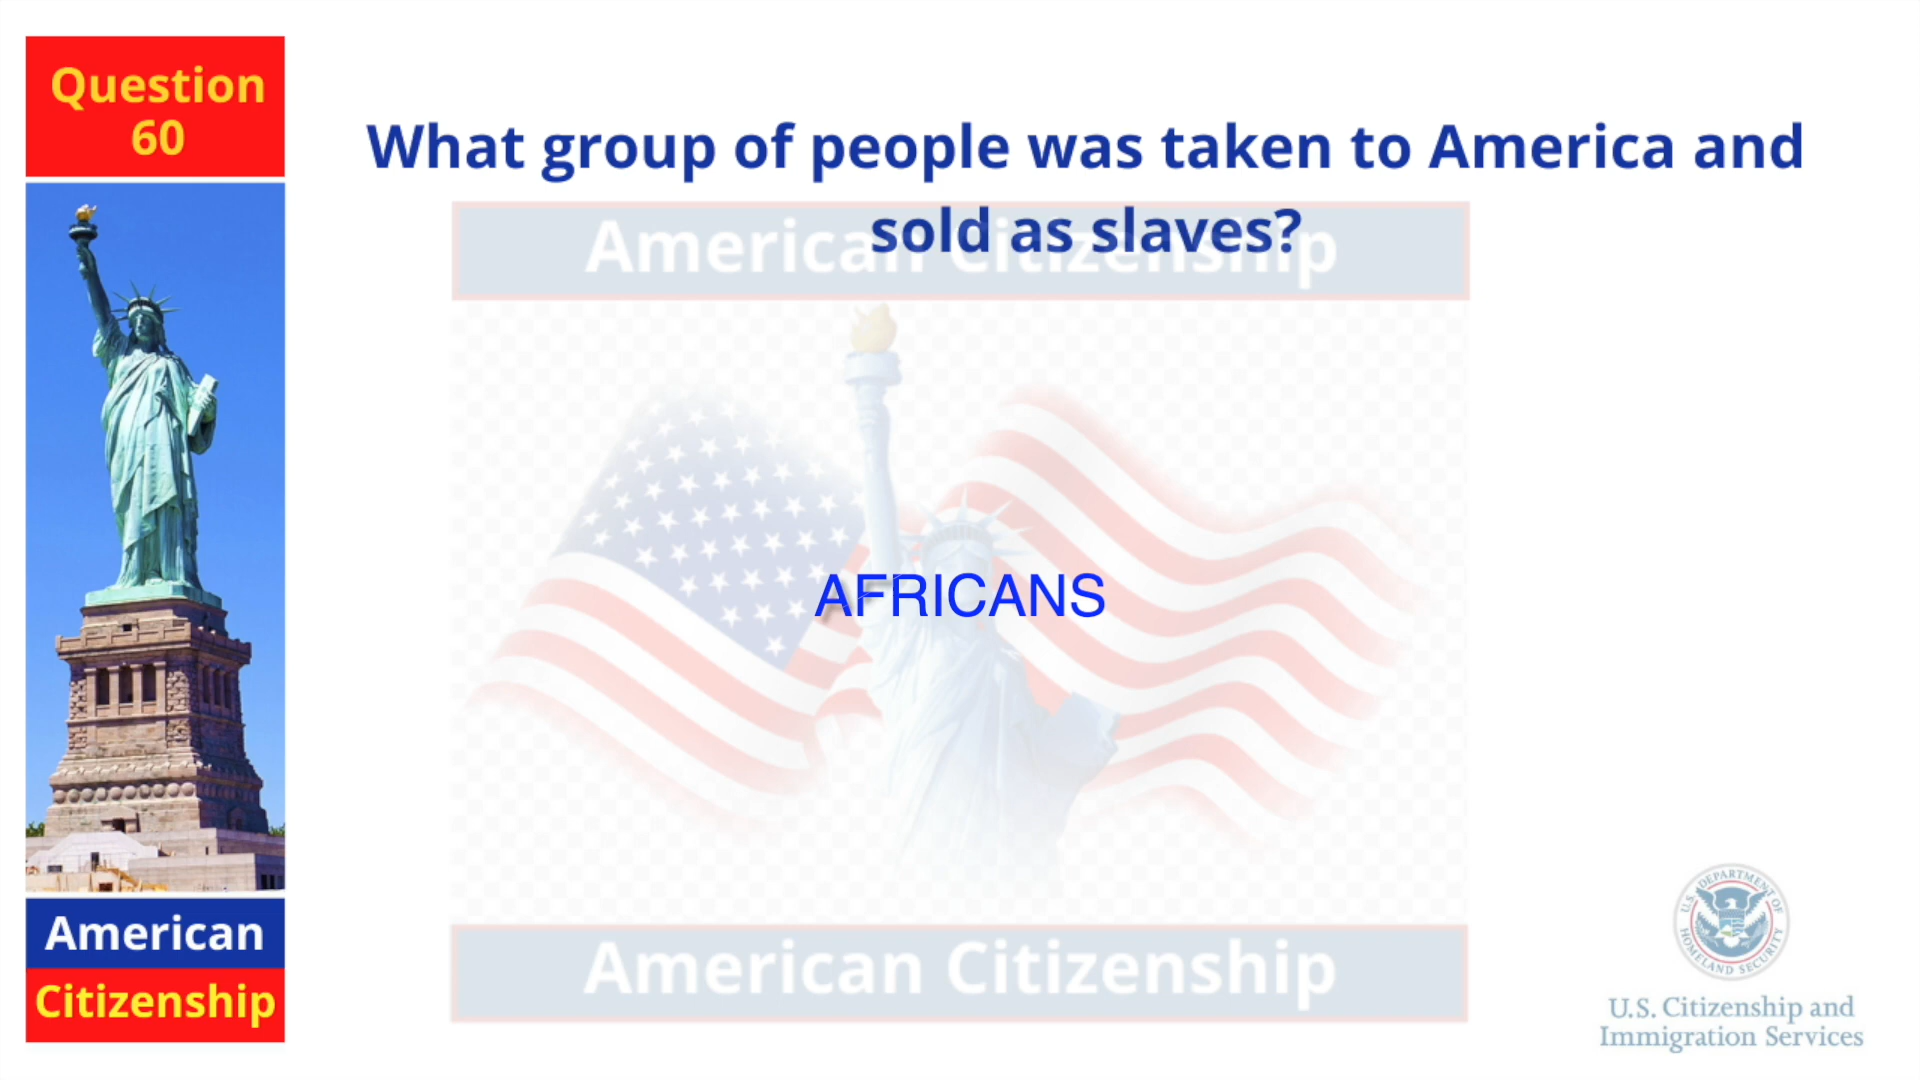 Question
60
What group of people was taken to America and
sold as slaves?
American Citizenship
AFRICANS
American
Citizenship
American Citizenship
U.S. DEPARTMENT OF
HOMELAND SECURITY
U.S. Citizenship and
Immigration Services